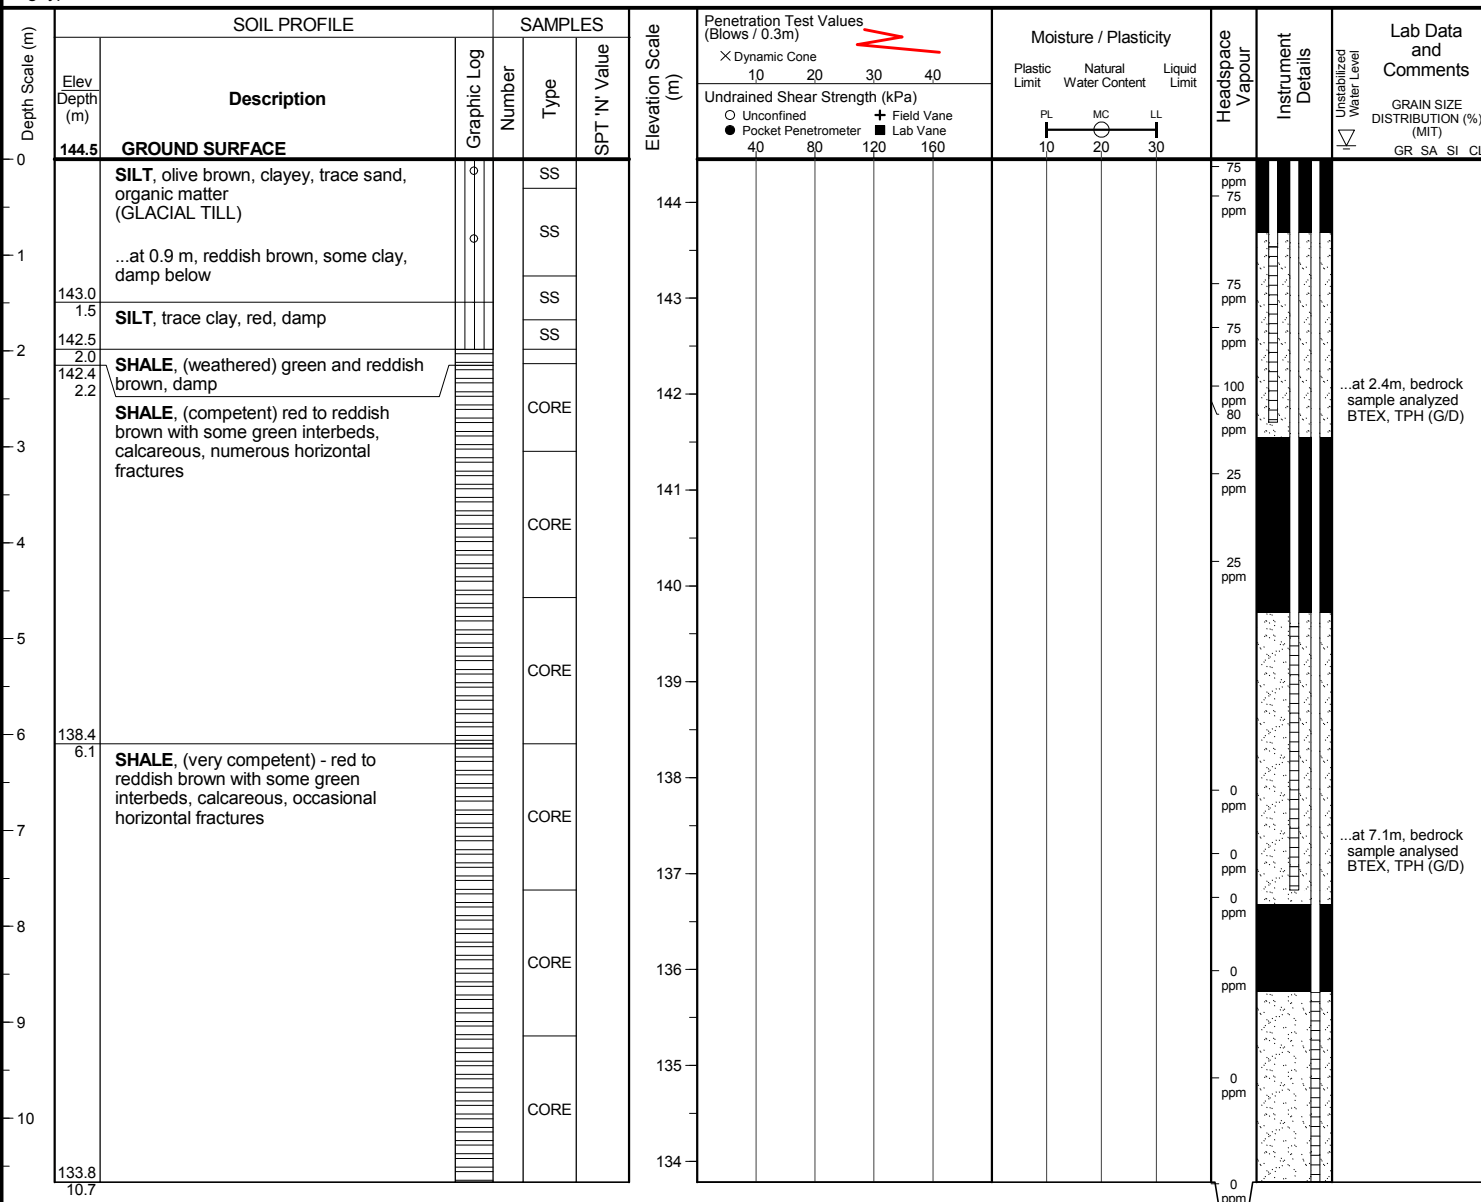 SOIL PROFILE
SAMPLES
Depth Scale (m)
Elev
Depth
(m)
Description
Graphic Log
Number
Type
SPT 'N' Value
Elevation Scale
(m)
Penetration Test Values
(Blows / 0.3m)
× Dynamic Cone
10 20 30 40
Undrained Shear Strength (kPa)
Unconfined
Field Vane
Pocket Penetrometer
Lab Vane
40 80 120 160
Moisture / Plasticity
Plastic
Limit
Natural
Water Content
Liquid
Limit
PL MC LL
10 20 30
Headspace
Vapour
Instrument
Details
Unstabilized
Water Level
Lab Data
and
Comments
GRAIN SIZE
DISTRIBUTION (%)
(MIT)
GR SA SI CL
144.5 GROUND SURFACE
0
1
2
3
4
5
6
7
8
9
10
SILT, olive brown, clayey, trace sand,
organic matter
(GLACIAL TILL)
...at 0.9 m, reddish brown, some clay,
damp below
143.0
1.5
SILT, trace clay, red, damp
142.5
2.0
SHALE, (weathered) green and reddish
brown, damp
142.4
2.2
SHALE, (competent) red to reddish
brown with some green interbeds,
calcareous, numerous horizontal
fractures
138.4
6.1
SHALE, (very competent) - red to
reddish brown with some green
interbeds, calcareous, occasional
horizontal fractures
133.8
10.7
SS
SS
SS
SS
CORE
CORE
CORE
CORE
CORE
CORE
144
143
142
141
140
139
138
137
136
135
134
75
ppm
75
ppm
75
ppm
75
ppm
100
ppm
80
ppm
25
ppm
25
ppm
0
ppm
0
ppm
0
ppm
0
ppm
0
ppm
0
ppm
...at 2.4m, bedrock
sample analyzed
BTEX, TPH (G/D)
...at 7.1m, bedrock
sample analysed
BTEX, TPH (G/D)